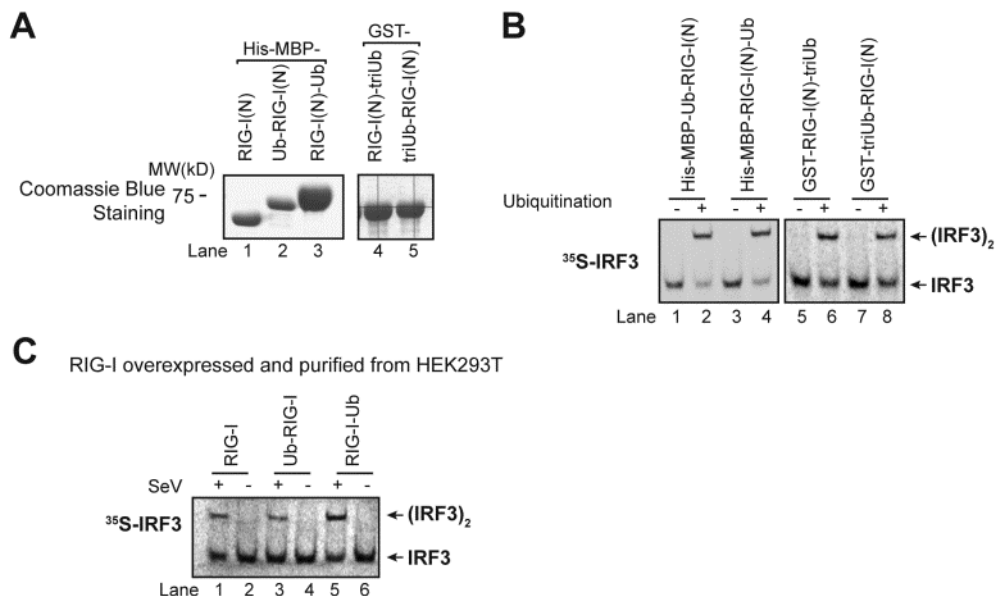 A
His-MBP-
GST-
RIG-I(N)
Ub-RIG-I(N)
RIG-I(N)-Ub
RIG-I(N)-triUb
triUb-RIG-I(N)
MW(kD)
75 -
Coomassie Blue
Staining
Lane 1 2 3 4 5
B
His-MBP-Ub-RIG-I(N)
His-MBP-RIG-I(N)-Ub
GST-RIG-I(N)-triUb
GST-triUb-RIG-I(N)
Ubiquitination - + - + - + - +
³⁵S-IRF3
(IRF3)₂
IRF3
Lane 1 2 3 4 5 6 7 8
C
RIG-I overexpressed and purified from HEK293T
RIG-I
Ub-RIG-I
RIG-I-Ub
SeV + - + - + -
³⁵S-IRF3
(IRF3)₂
IRF3
Lane 1 2 3 4 5 6